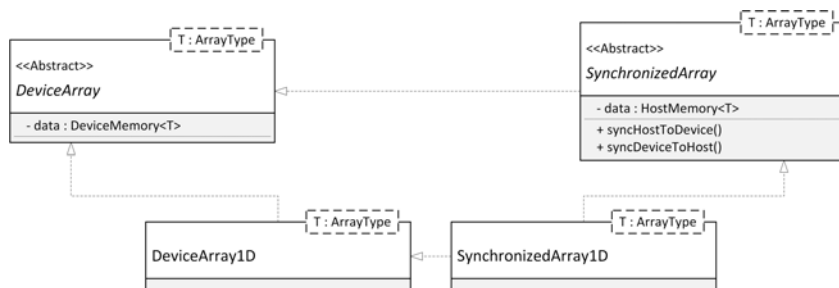 T : ArrayType
<<Abstract>>
DeviceArray
- data : DeviceMemory<T>
T : ArrayType
<<Abstract>>
SynchronizedArray
- data : HostMemory<T>
+ syncHostToDevice()
+ syncDeviceToHost()
T : ArrayType
DeviceArray1D
T : ArrayType
SynchronizedArray1D